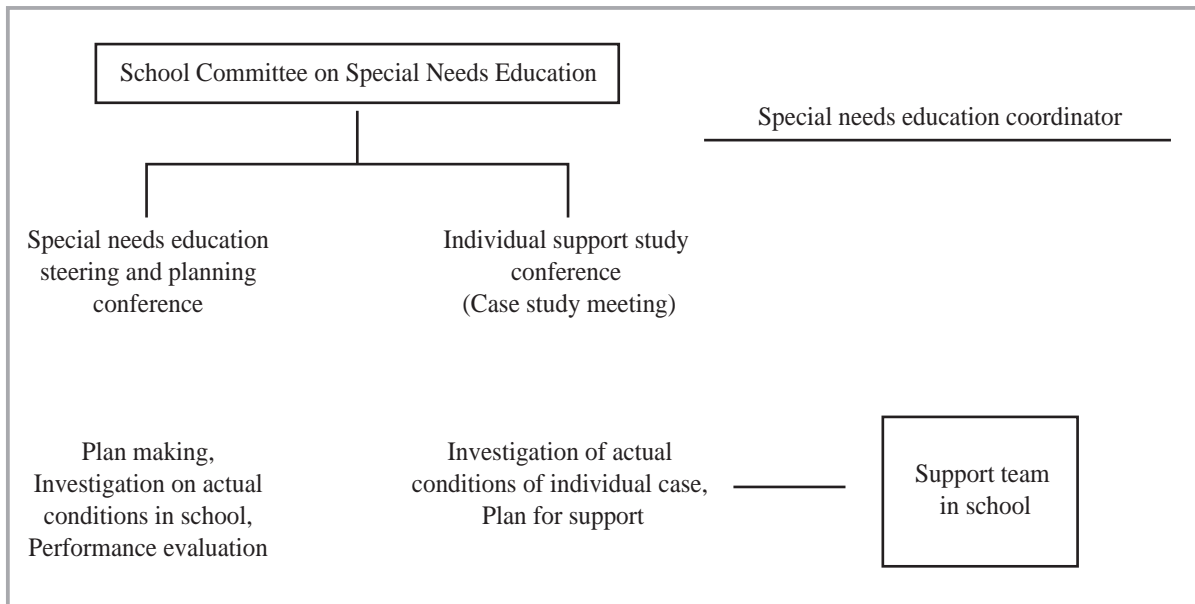 School Committee on Special Needs Education
Special needs education coordinator
Special needs education
steering and planning
conference
Individual support study
conference
(Case study meeting)
Plan making,
Investigation on actual
conditions in school,
Performance evaluation
Investigation of actual
conditions of individual case,
Plan for support
Support team
in school